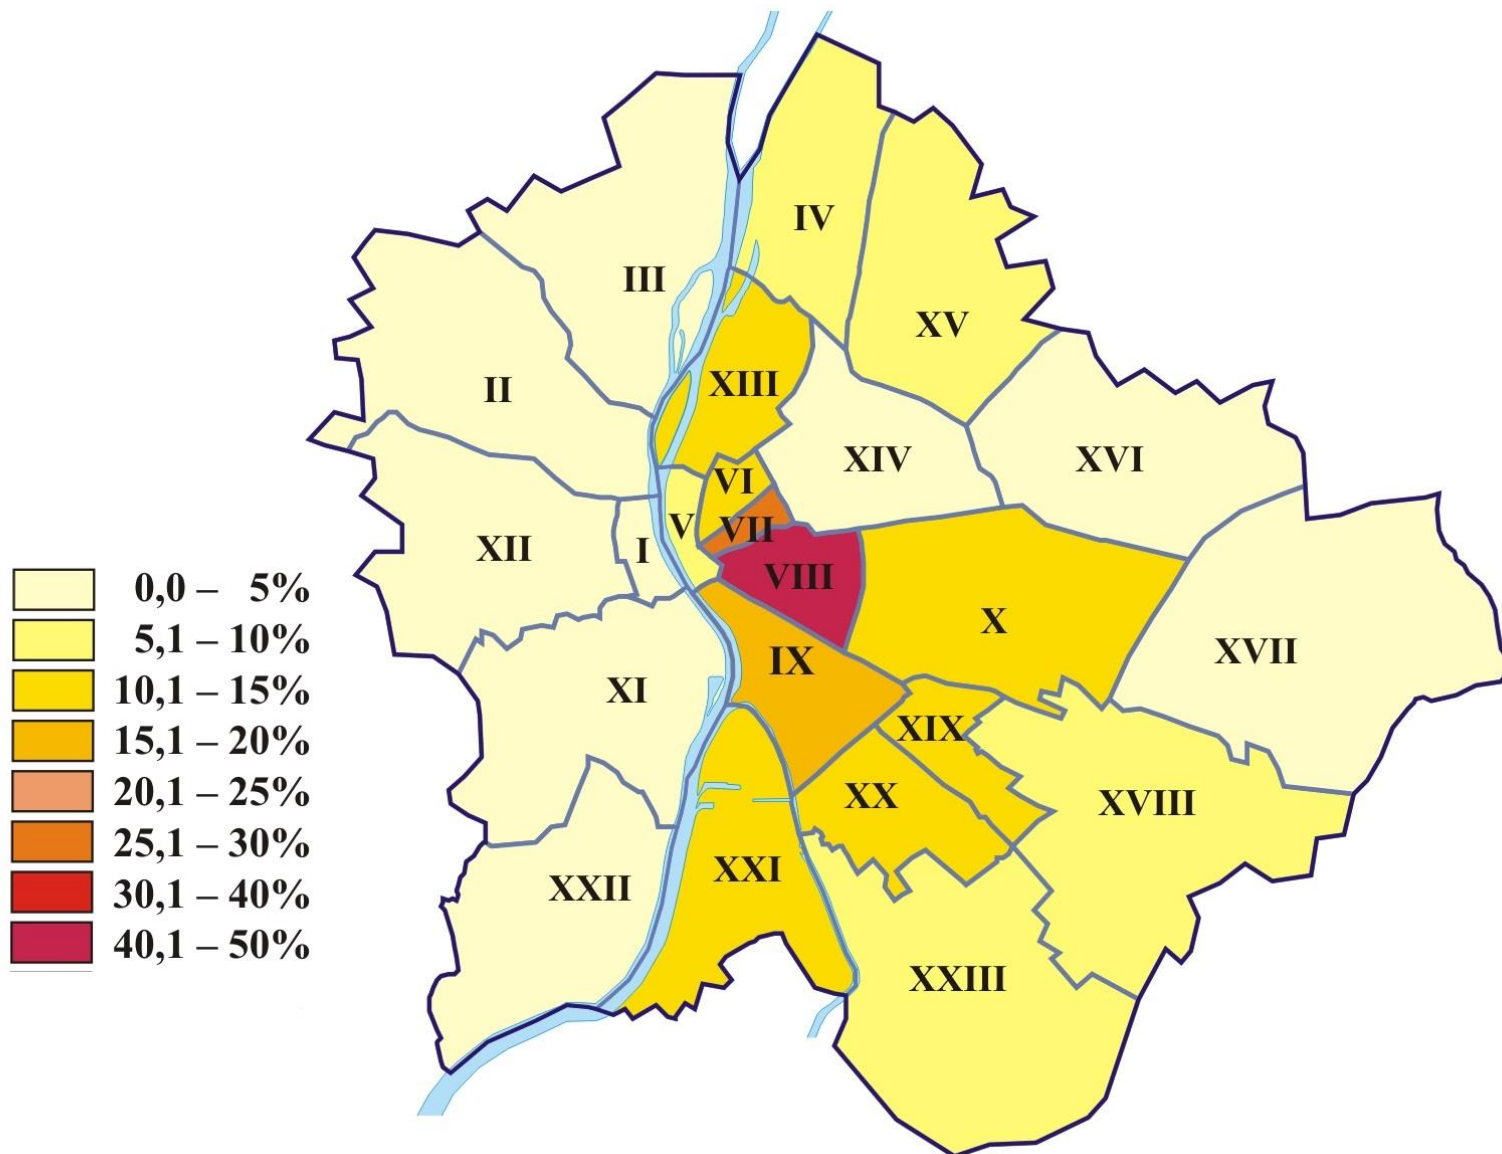 IV
III
XV
II
XIII
XIV
XVI
VI
V
VII
XII
I
VIII
X
XVII
IX
XI
XIX
XX
XVIII
XXI
XXII
XXIII
0,0 – 5%
5,1 – 10%
10,1 – 15%
15,1 – 20%
20,1 – 25%
25,1 – 30%
30,1 – 40%
40,1 – 50%